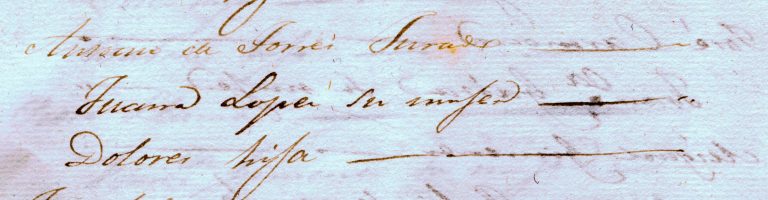 Antonio de Torres Jurado
Juana Lopez su muger
Dolores hija